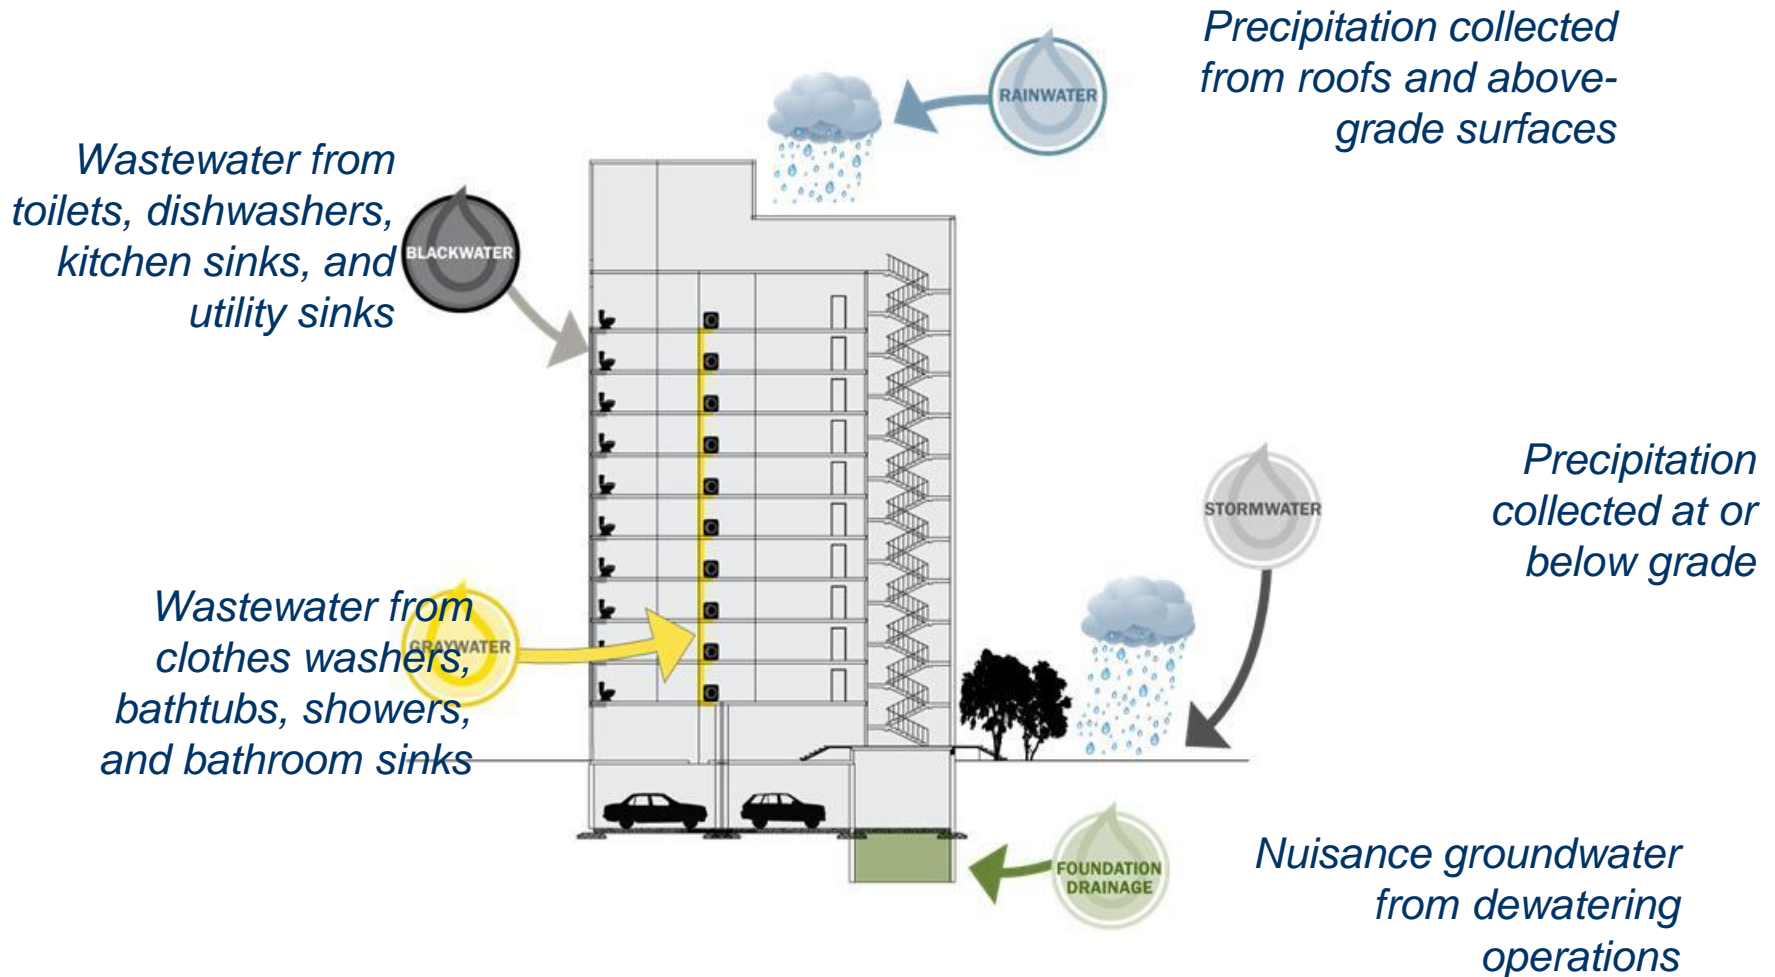 Precipitation collected
from roofs and above-
grade surfaces
RAINWATER
Wastewater from
toilets, dishwashers,
kitchen sinks, and
utility sinks
BLACKWATER
Precipitation
collected at or
below grade
STORMWATER
Wastewater from
clothes washers,
bathtubs, showers,
and bathroom sinks
GRAYWATER
FOUNDATION
DRAINAGE
Nuisance groundwater
from dewatering
operations